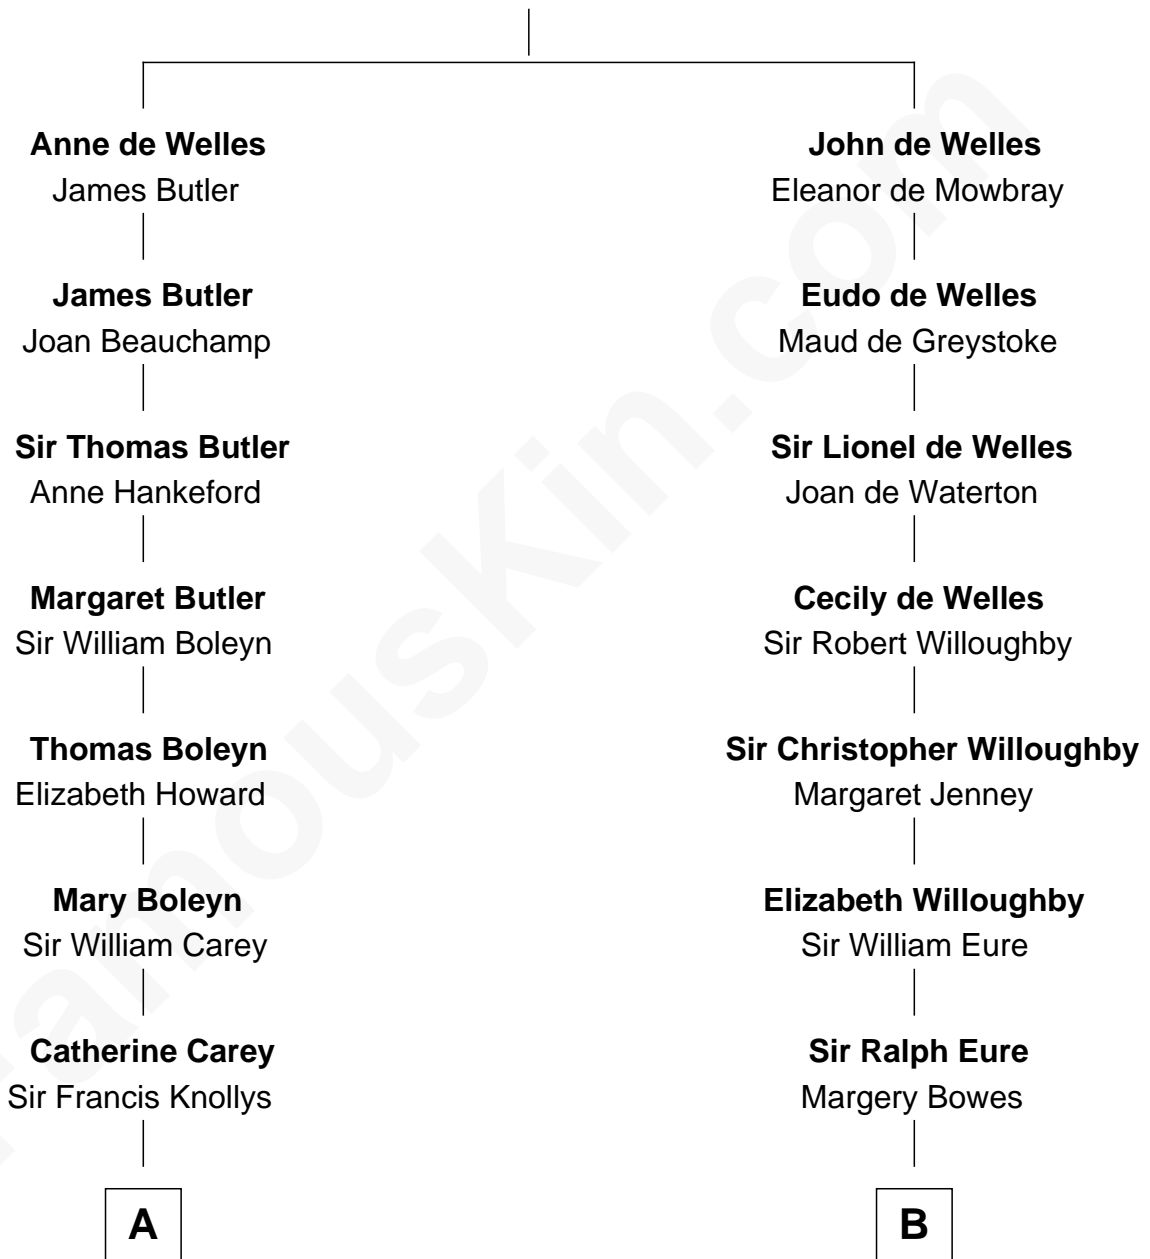 Anne de Welles
James Butler
James Butler
Joan Beauchamp
Sir Thomas Butler
Anne Hankeford
Margaret Butler
Sir William Boleyn
Thomas Boleyn
Elizabeth Howard
Mary Boleyn
Sir William Carey
Catherine Carey
Sir Francis Knollys
A
John de Welles
Eleanor de Mowbray
Eudo de Welles
Maud de Greystoke
Sir Lionel de Welles
Joan de Waterton
Cecily de Welles
Sir Robert Willoughby
Sir Christopher Willoughby
Margaret Jenney
Elizabeth Willoughby
Sir William Eure
Sir Ralph Eure
Margery Bowes
B
FamousKin.com